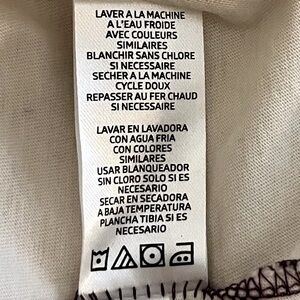 LAVER A LA MACHINE
A L'EAU FROIDE
AVEC COULEURS
SIMILAIRES
BLANCHIR SANS CHLORE
SI NECESSAIRE
SECHER A LA MACHINE
CYCLE DOUX
REPASSER AU FER CHAUD
SI NECESSAIRE
LAVAR EN LAVADORA
CON AGUA FRIA
CON COLORES
SIMILARES
USAR BLANQUEADOR
SIN CLORO SOLO SI ES
NECESARIO
SECAR EN SECADORA
A BAJA TEMPERATURA
PLANCHA TIBIA SI ES
NECESARIO